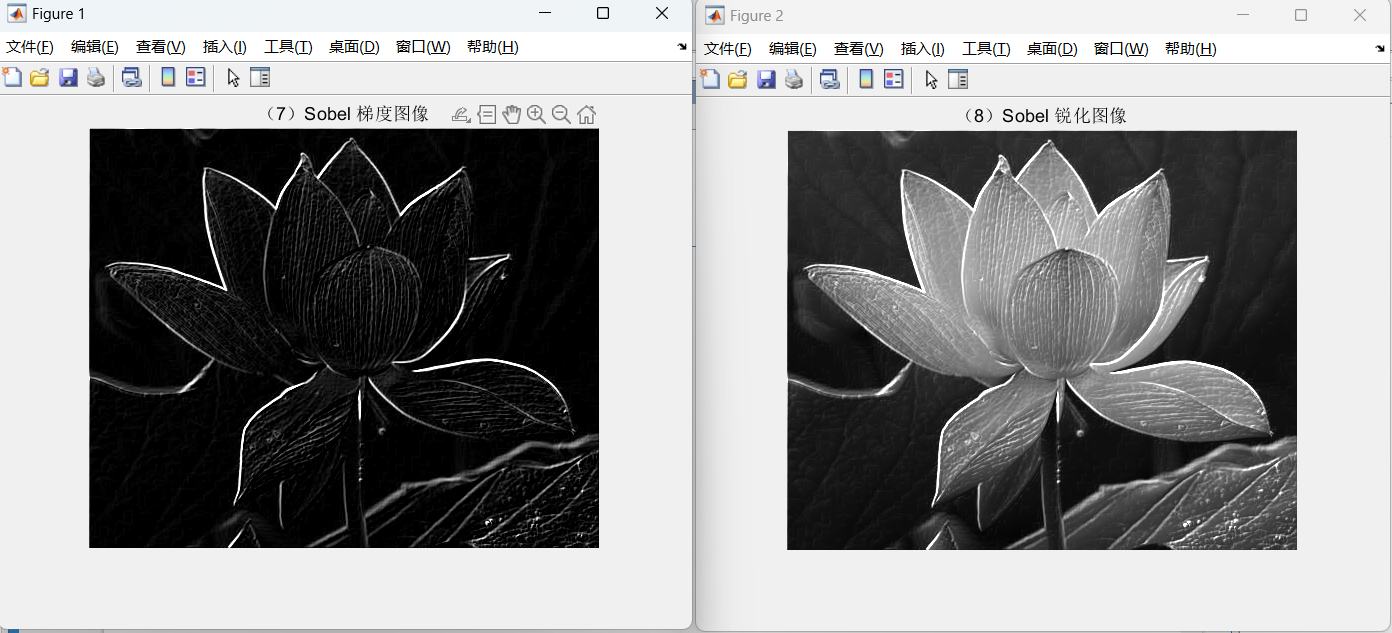 Figure 1
文件(F) 编辑(E) 查看(V) 插入(I) 工具(T) 桌面(D) 窗口(W) 帮助(H)
（7）Sobel 梯度图像
Figure 2
文件(F) 编辑(E) 查看(V) 插入(I) 工具(T) 桌面(D) 窗口(W) 帮助(H)
（8）Sobel 锐化图像